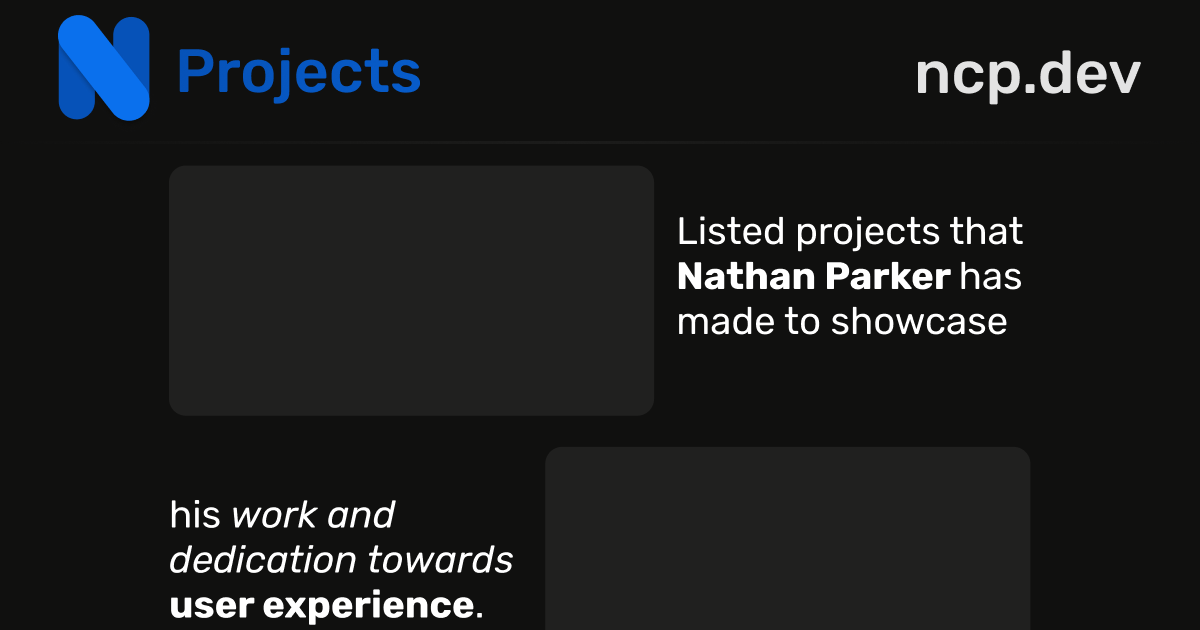 Projects
ncp.dev
Listed projects that
Nathan Parker has
made to showcase
his work and
dedication towards
user experience.